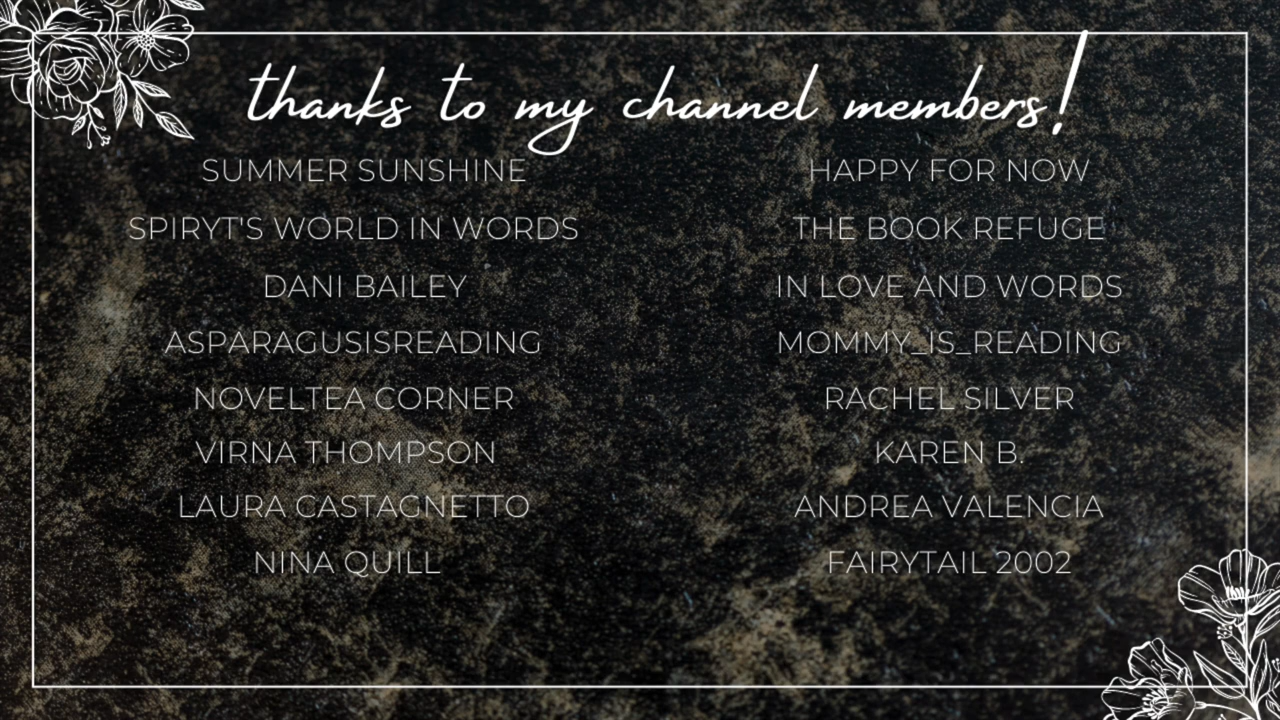 thanks to my channel members!
SUMMER SUNSHINE
SPIRYT'S WORLD IN WORDS
DANI BAILEY
ASPARAGUSISREADING
NOVELTEA CORNER
VIRNA THOMPSON
LAURA CASTAGNETTO
NINA QUILL
HAPPY FOR NOW
THE BOOK REFUGE
IN LOVE AND WORDS
MOMMY_IS_READING
RACHEL SILVER
KAREN B.
ANDREA VALENCIA
FAIRYTAIL 2002